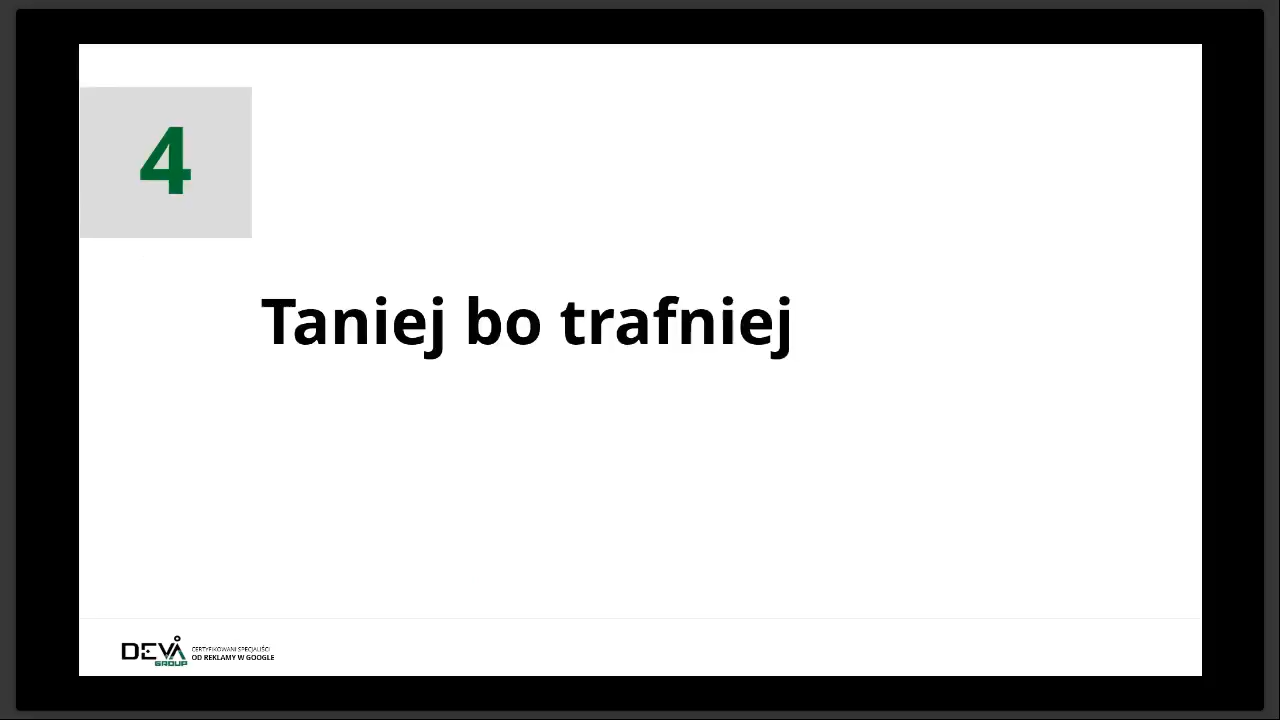 4
Taniej bo trafniej
DEVA
GROUP
CERTYFIKOWANI SPECJALIŚCI
OD REKLAMY W GOOGLE